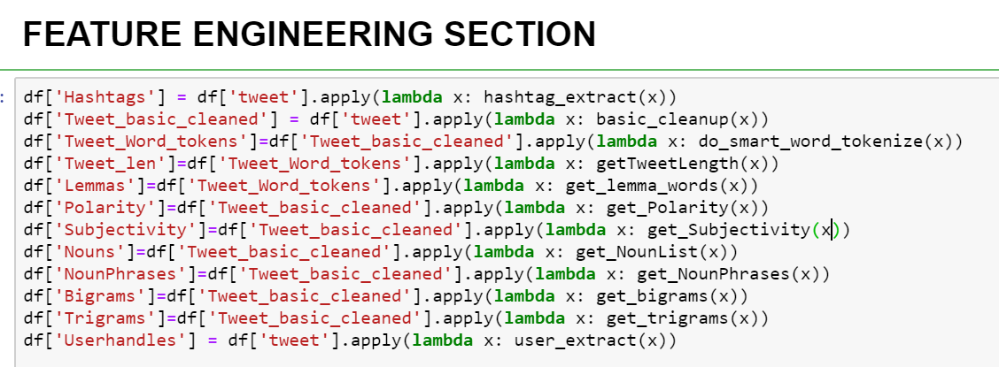 FEATURE ENGINEERING SECTION
: df['Hashtags'] = df['tweet'].apply(lambda x: hashtag_extract(x))
df['Tweet_basic_cleaned'] = df['tweet'].apply(lambda x: basic_cleanup(x))
df['Tweet_Word_tokens']=df['Tweet_basic_cleaned'].apply(lambda x: do_smart_word_tokenize(x))
df['Tweet_len']=df['Tweet_Word_tokens'].apply(lambda x: getTweetLength(x))
df['Lemmas']=df['Tweet_Word_tokens'].apply(lambda x: get_lemma_words(x))
df['Polarity']=df['Tweet_basic_cleaned'].apply(lambda x: get_Polarity(x))
df['Subjectivity']=df['Tweet_basic_cleaned'].apply(lambda x: get_Subjectivity(x))
df['Nouns']=df['Tweet_basic_cleaned'].apply(lambda x: get_NounList(x))
df['NounPhrases']=df['Tweet_basic_cleaned'].apply(lambda x: get_NounPhrases(x))
df['Bigrams']=df['Tweet_basic_cleaned'].apply(lambda x: get_bigrams(x))
df['Trigrams']=df['Tweet_basic_cleaned'].apply(lambda x: get_trigrams(x))
df['Userhandles'] = df['tweet'].apply(lambda x: user_extract(x))